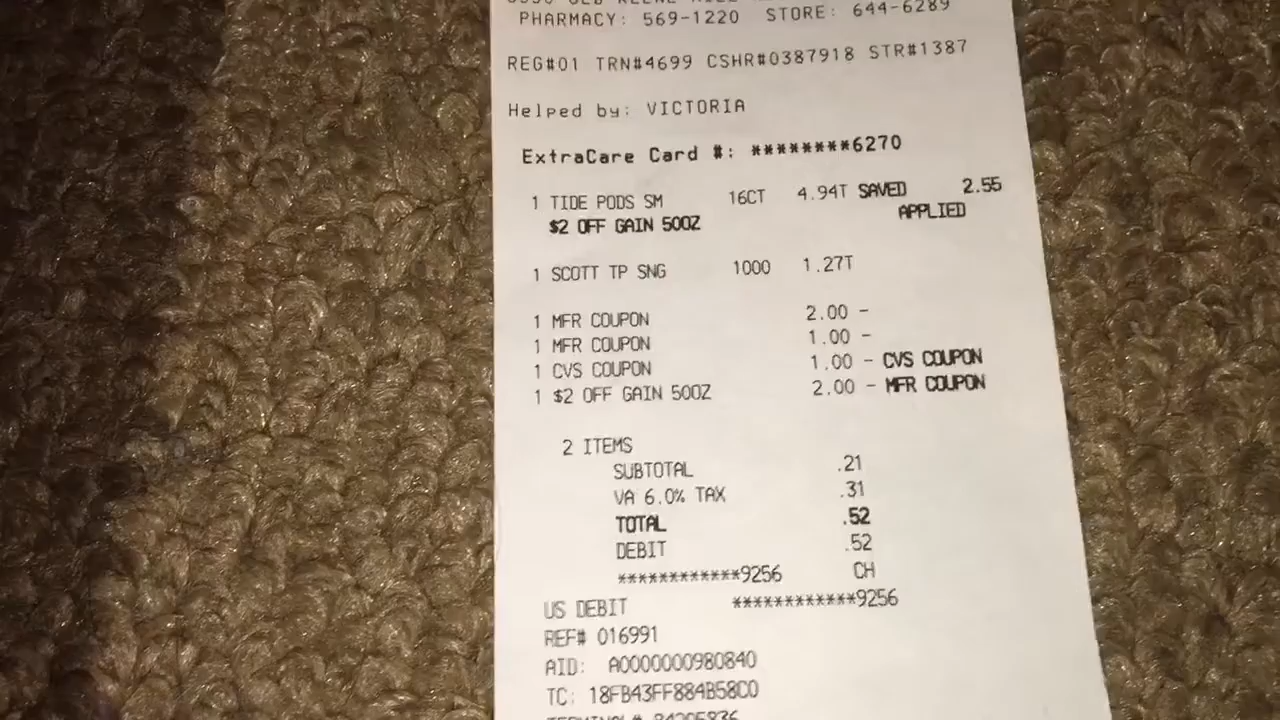 PHARMACY: 569-1220 STORE: 644-6289
REG#01 TRN#4699 CSHR#0387918 STR#1387
Helped by: VICTORIA
ExtraCare Card #: ********6270
1 TIDE PODS SM 16CT 4.94T SAVED 2.55
$2 OFF GAIN 50OZ APPLIED
1 SCOTT TP SNG 1000 1.27T
1 MFR COUPON 2.00 -
1 MFR COUPON 1.00 -
1 CVS COUPON 1.00 - CVS COUPON
1 $2 OFF GAIN 50OZ 2.00 - MFR COUPON
2 ITEMS
SUBTOTAL .21
VA 6.0% TAX .31
TOTAL .52
DEBIT .52
************9256 CH
US DEBIT ************9256
REF# 016991
AID: A0000000980840
TC: 18FB43FF884B58C0
TERMINAL# 84205836